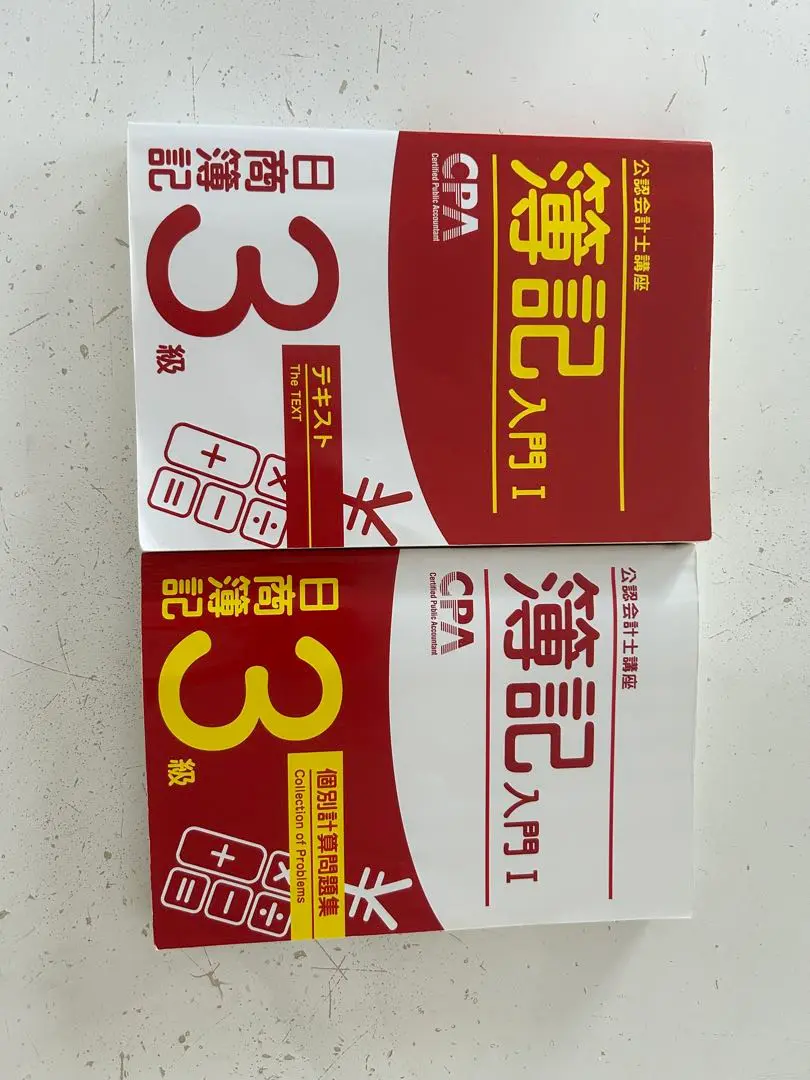 公認会計士講座
簿記入門 I
CPA
Certified Public Accountant
テキスト
The TEXT
日商簿記
3級
公認会計士講座
簿記入門 I
CPA
Certified Public Accountant
個別計算問題集
Collection of Problems
日商簿記
3級